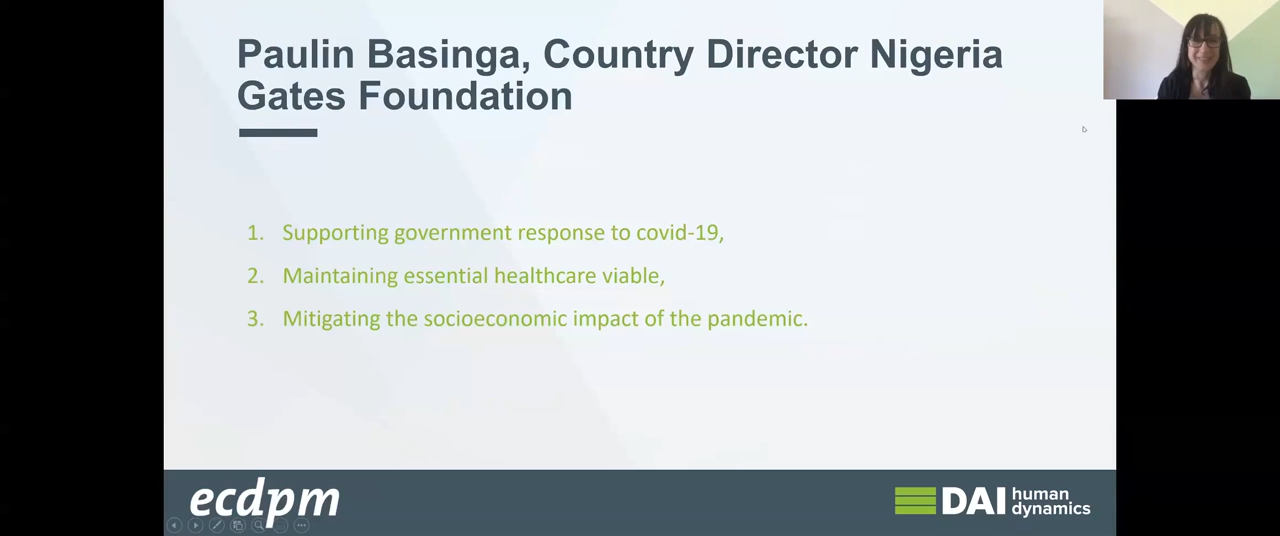 Paulin Basinga, Country Director Nigeria
Gates Foundation
1. Supporting government response to covid-19,
2. Maintaining essential healthcare viable,
3. Mitigating the socioeconomic impact of the pandemic.
ecdpm
DAI human
dynamics